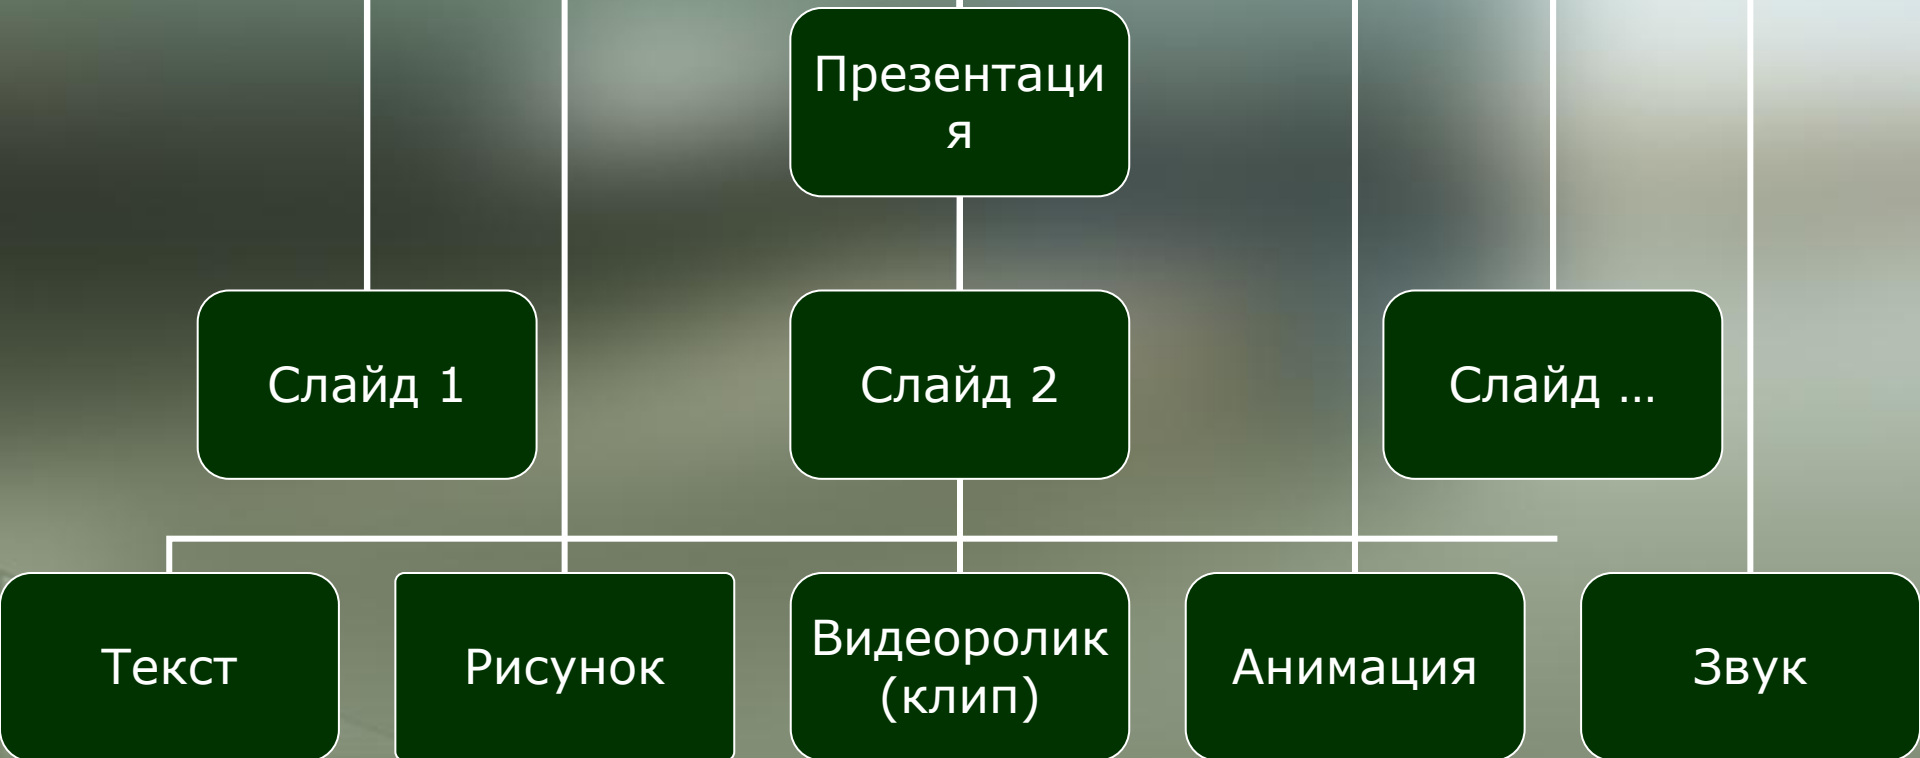 Презентаци
я
Слайд 1
Слайд 2
Слайд ...
Текст
Рисунок
Видеоролик
(клип)
Анимация
Звук